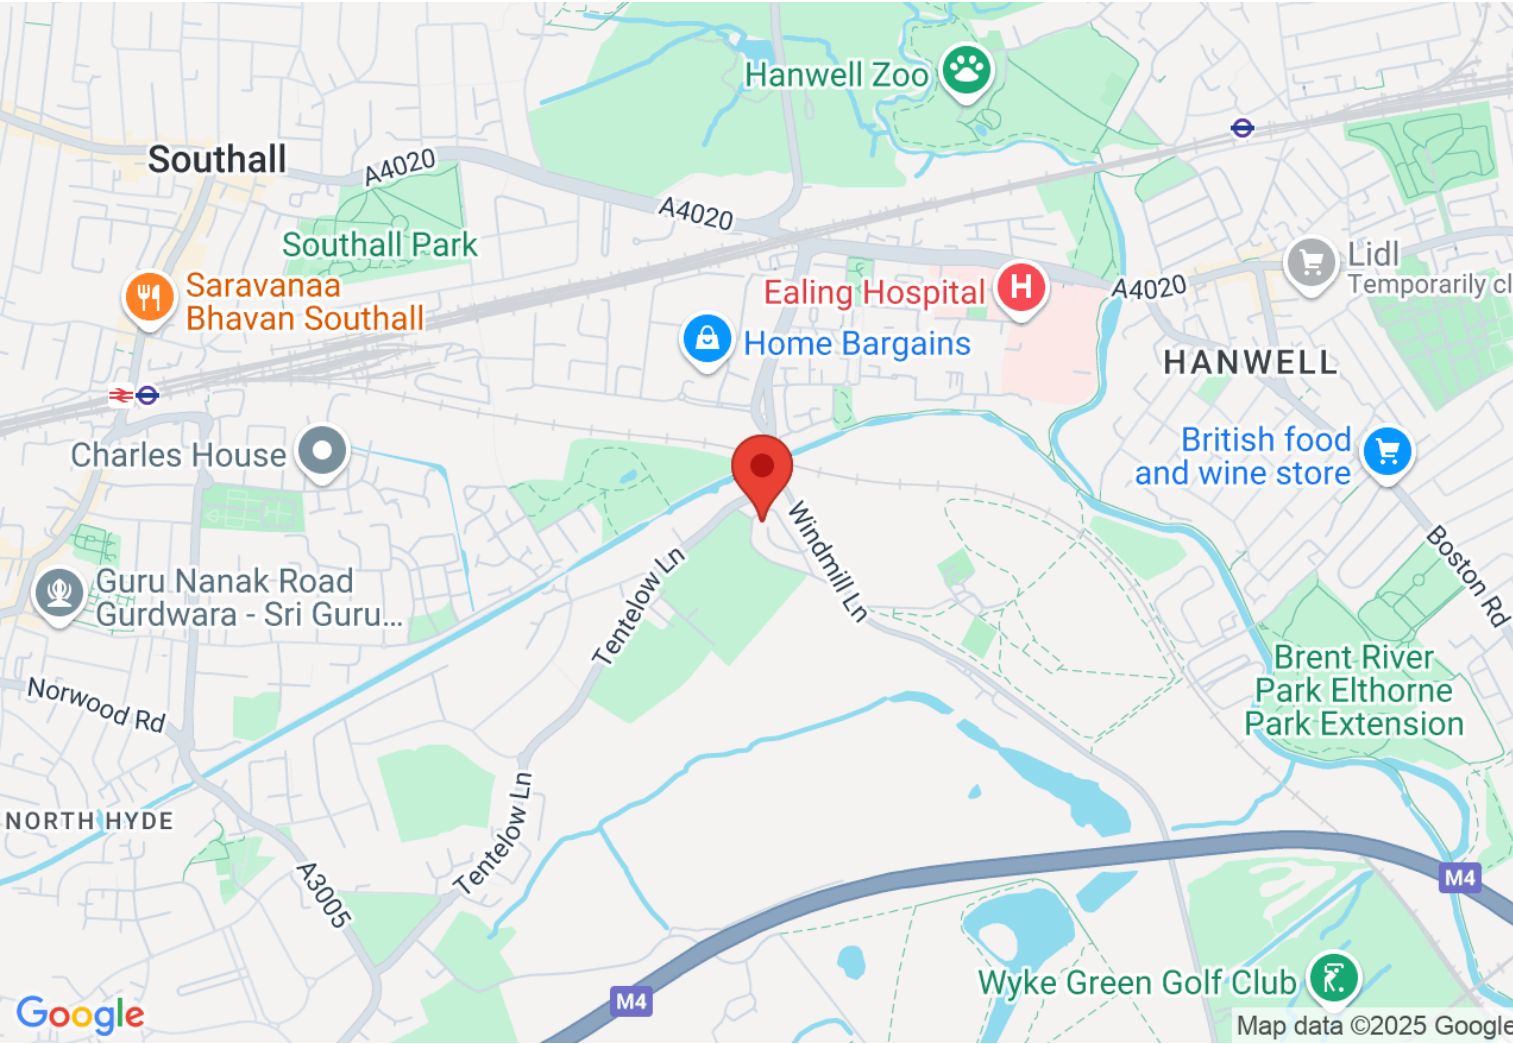 Hanwell Zoo
Southall
A4020
A4020
Southall Park
Lidl
Temporarily cl
Saravanaa
Bhavan Southall
Ealing Hospital
H
A4020
Home Bargains
HANWELL
Charles House
British food
and wine store
Windmill Ln
Boston Rd
Tentelow Ln
Guru Nanak Road
Gurdwara - Sri Guru...
Norwood Rd
Brent River
Park Elthorne
Park Extension
Tentelow Ln
NORTH HYDE
A3005
M4
M4
Wyke Green Golf Club
Google
Map data ©2025 Google